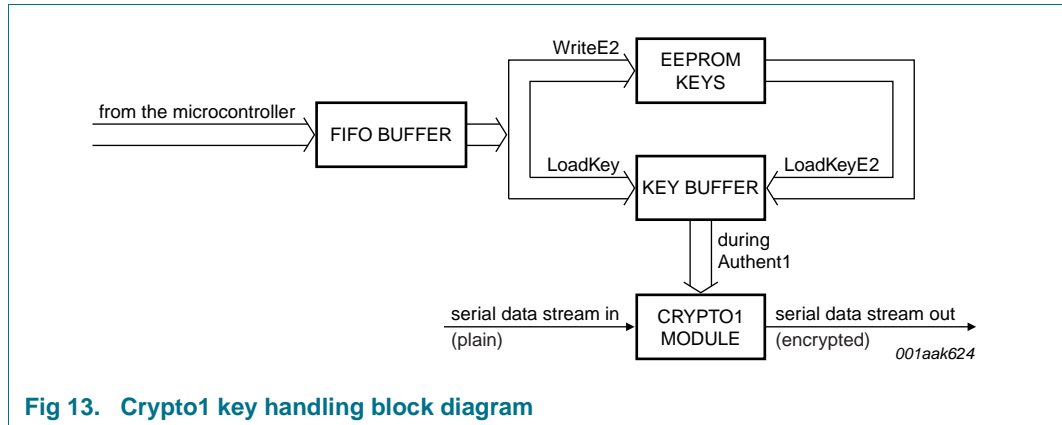 WriteE2
EEPROM
KEYS
from the microcontroller
FIFO BUFFER
LoadKey
KEY BUFFER
LoadKeyE2
during
Authent1
serial data stream in
(plain)
CRYPTO1
MODULE
serial data stream out
(encrypted)
001aak624
Fig 13. Crypto1 key handling block diagram